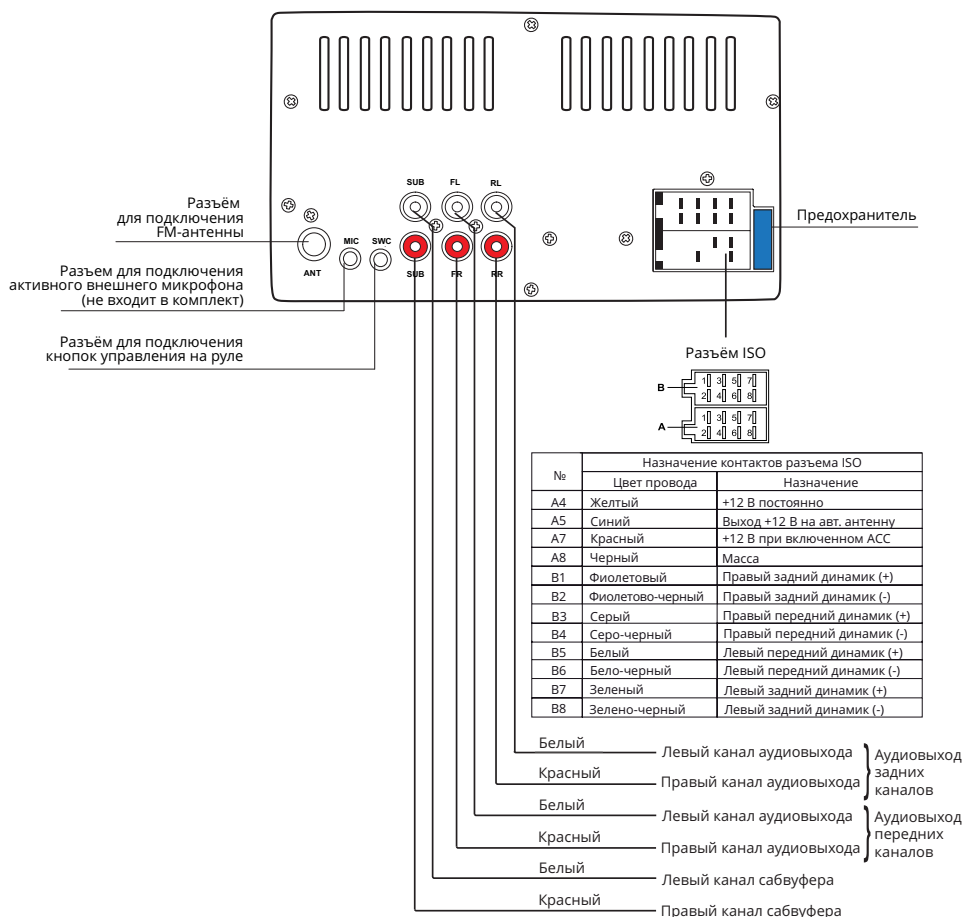 SUB FL RL
Разъём
для подключения
FM-антенны
Предохранитель
MIC SWC
ANT SUB FR RR
Разъем для подключения
активного внешнего микрофона
(не входит в комплект)
Разъём для подключения
кнопок управления на руле
Разъём ISO
B
1 3 5 7
2 4 6 8
A
1 3 5 7
2 4 6 8
№ Назначение контактов разъема ISO
Цвет провода Назначение
A4 Желтый +12 В постоянно
A5 Синий Выход +12 В на авт. антенну
A7 Красный +12 В при включенном ACC
A8 Черный Масса
B1 Фиолетовый Правый задний динамик (+)
B2 Фиолетово-черный Правый задний динамик (-)
B3 Серый Правый передний динамик (+)
B4 Серо-черный Правый передний динамик (-)
B5 Белый Левый передний динамик (+)
B6 Бело-черный Левый передний динамик (-)
B7 Зеленый Левый задний динамик (+)
B8 Зелено-черный Левый задний динамик (-)
Белый Левый канал аудиовыхода
Красный Правый канал аудиовыхода
Аудиовыход
задних
каналов
Белый Левый канал аудиовыхода
Красный Правый канал аудиовыхода
Аудиовыход
передних
каналов
Белый Левый канал сабвуфера
Красный Правый канал сабвуфера